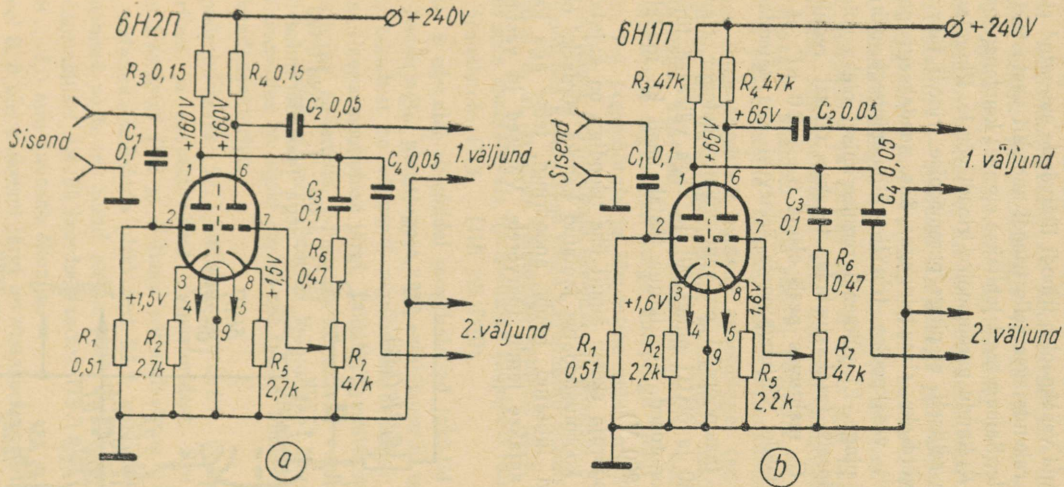 6Н2П
+240V
R3 0,15
R4 0,15
+160V
+160V
C2 0,05
Sisend
C1
0,1
1. väljund
C4 0,05
1
6
C3
0,1
2
7
R6
0,47
3
8
+1,5V
+1,5V
4
5
2. väljund
9
R1
0,51
R2
2,7k
R5
2,7k
R7
47k
a
6Н1П
+240V
R3 47k
R4 47k
+65V
+65V
C2 0,05
Sisend
C1 0,1
1. väljund
C4 0,05
1
6
C3
0,1
2
7
R6
0,47
3
8
+1,6V
1,6V
4
5
2. väljund
9
R1
0,51
R2
2,2k
R5
2,2k
R7
47k
b